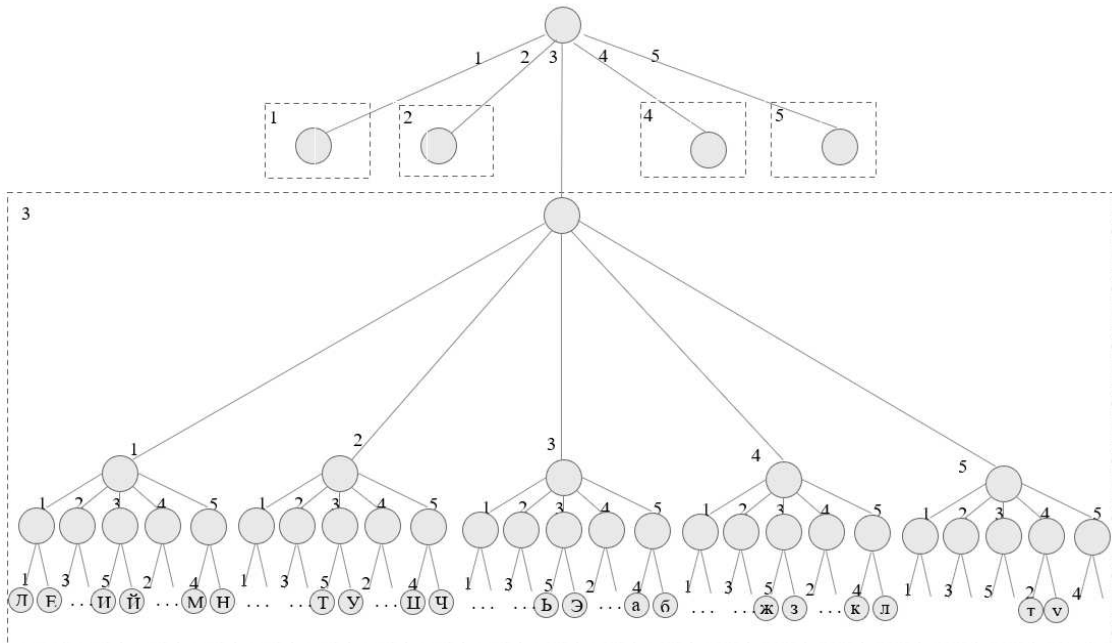 1 2 3 4 5
1 2 4 5
3
1 2 3 4 5
1 2 3 4 5 1 2 3 4 5 1 2 3 4 5 1 2 3 4 5 1 2 3 4 5
1 3 5 2 4 1 3 5 2 4 1 3 5 2 4 1 3 5 2 4 1 3 5 2 4
Д Е ... И Й ... М Н ... ... Т У ... Ц Ч ... ... Ь Э ... а б ... ... ж з ... к л т у